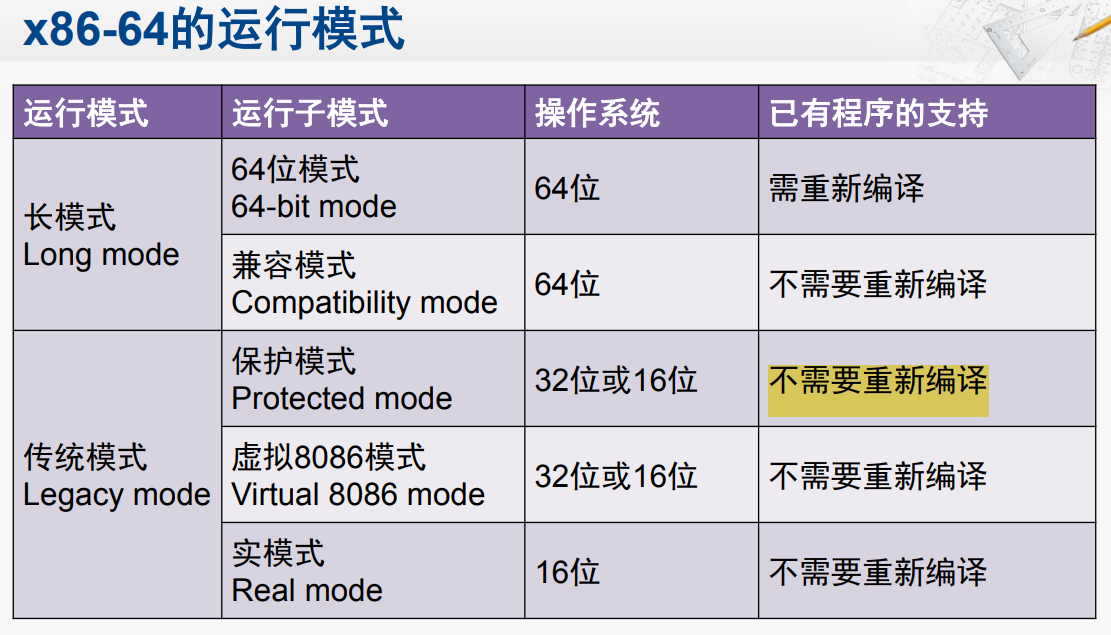 x86-64的运行模式
运行模式 运行子模式 操作系统 已有程序的支持
长模式
Long mode
64位模式
64-bit mode
64位
需重新编译
兼容模式
Compatibility mode
64位
不需要重新编译
传统模式
Legacy mode
保护模式
Protected mode
32位或16位
不需要重新编译
虚拟8086模式
Virtual 8086 mode
32位或16位
不需要重新编译
实模式
Real mode
16位
不需要重新编译